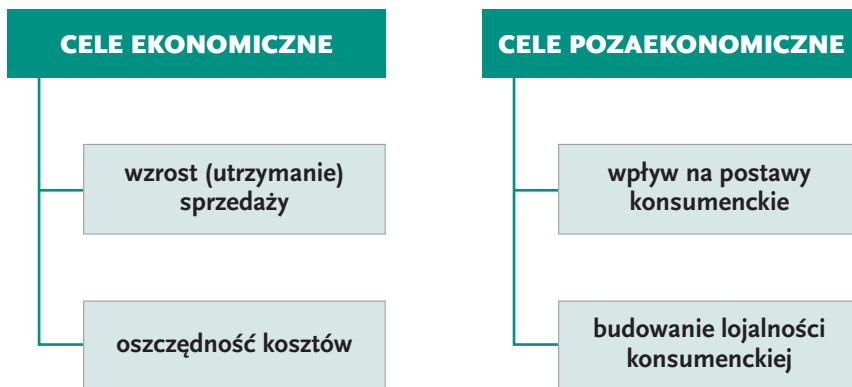 CELE EKONOMICZNE
wzrost (utrzymanie)
sprzedaży
oszczędność kosztów
CELE POZAEKONOMICZNE
wpływ na postawy
konsumenckie
budowanie lojalności
konsumenckiej